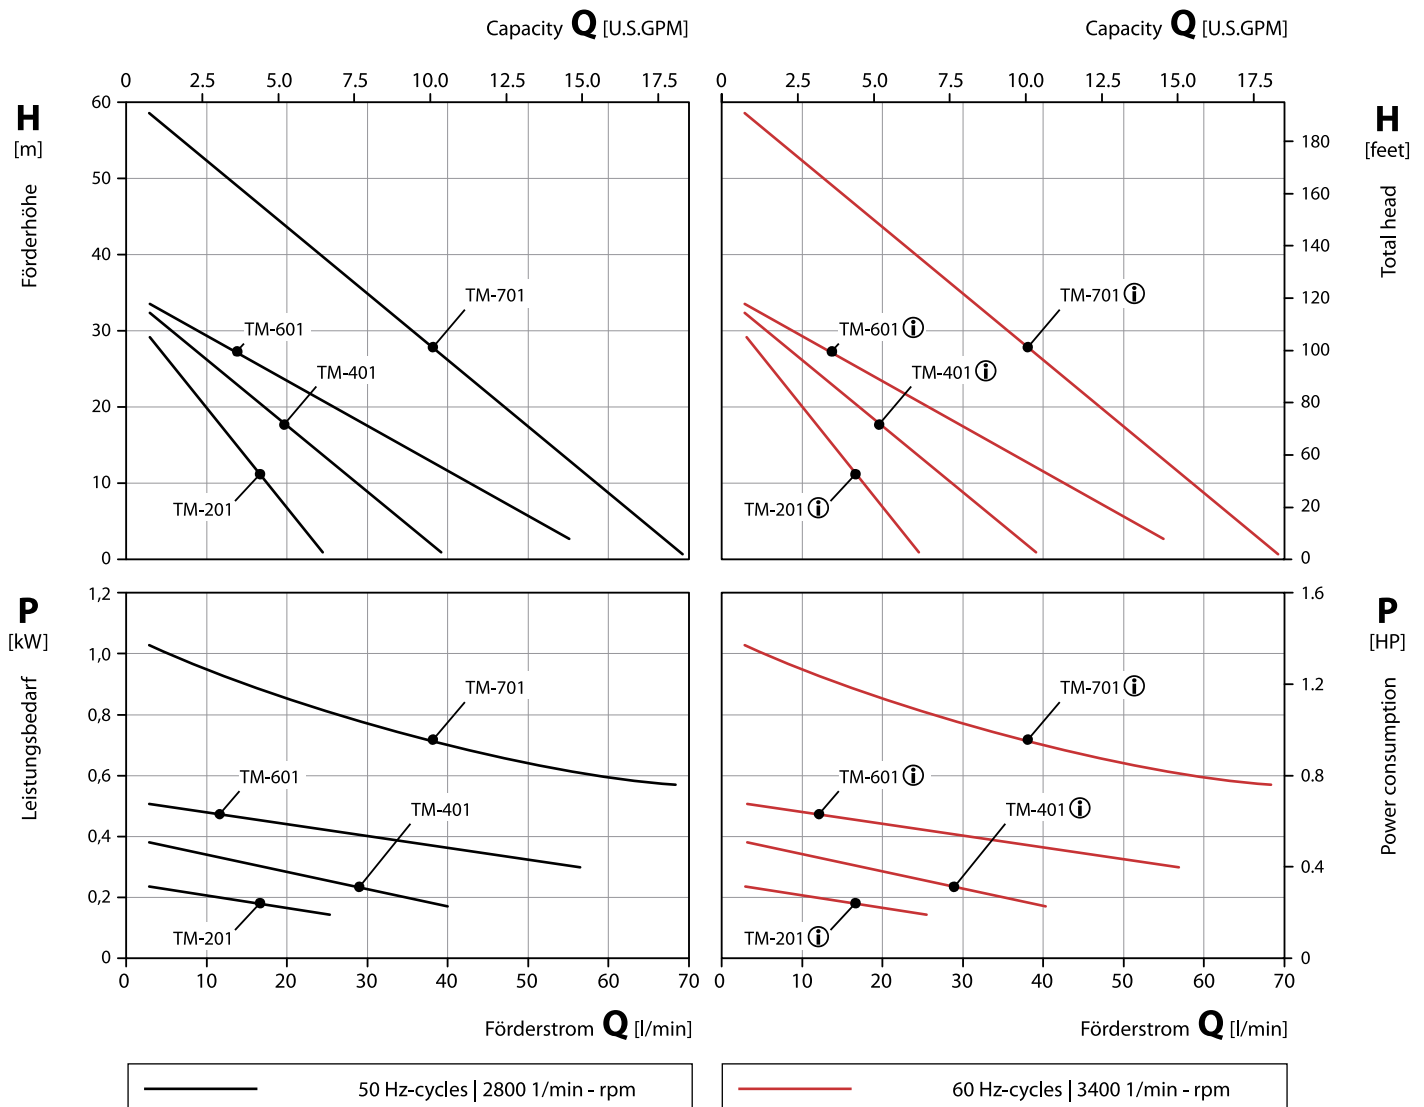 Capacity Q [U.S.GPM]
Capacity Q [U.S.GPM]
0 2.5 5.0 7.5 10.0 12.5 15.0 17.5
0 2.5 5.0 7.5 10.0 12.5 15.0 17.5
H
[m]
Förderhöhe
60
50
40
30
20
10
0
TM-701
TM-601
TM-401
TM-201
TM-701 i
TM-601 i
TM-401 i
TM-201 i
180
160
140
120
100
80
60
20
0
H
[feet]
Total head
P
[kW]
Leistungsbedarf
1,2
1,0
0,8
0,6
0,4
0,2
0
TM-701
TM-601
TM-401
TM-201
TM-701 i
TM-601 i
TM-401 i
TM-201 i
1.6
1.2
0.8
0.4
0
P
[HP]
Power consumption
0 10 20 30 40 50 60 70
0 10 20 30 40 50 60 70
Förderstrom Q [l/min]
Förderstrom Q [l/min]
50 Hz-cycles | 2800 1/min - rpm
60 Hz-cycles | 3400 1/min - rpm